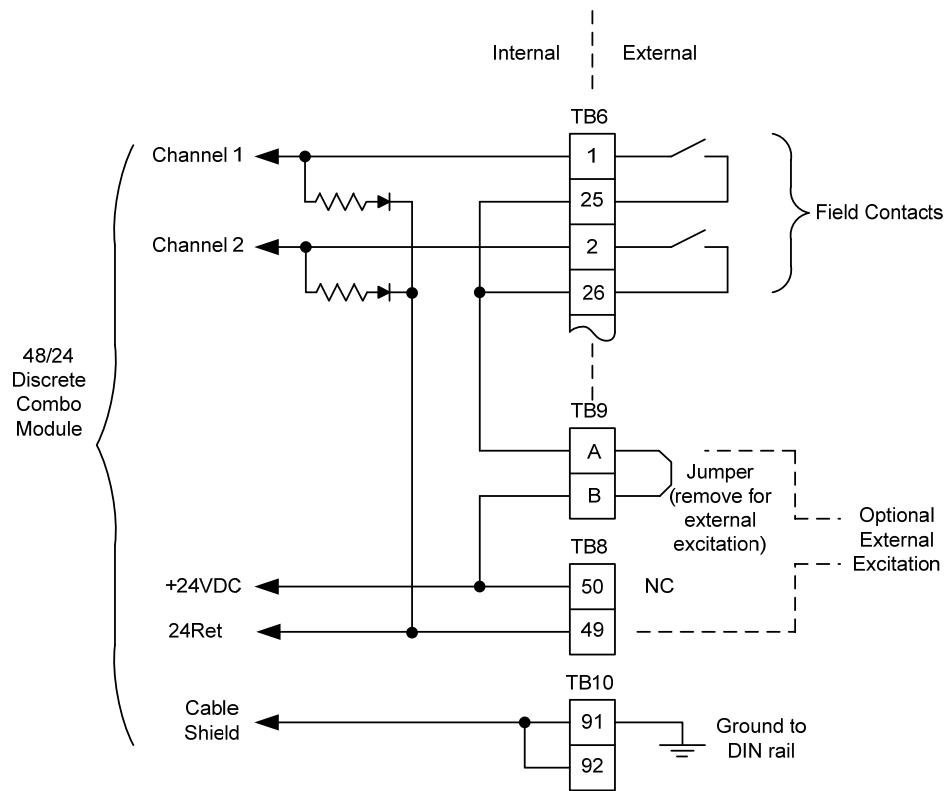 Internal
External
TB6
Channel 1
1
25
Channel 2
2
26
Field Contacts
48/24
Discrete
Combo
Module
TB9
A
B
Jumper
(remove for
external
excitation)
Optional
External
Excitation
TB8
+24VDC
50
NC
24Ret
49
TB10
Cable
Shield
91
92
Ground to
DIN rail